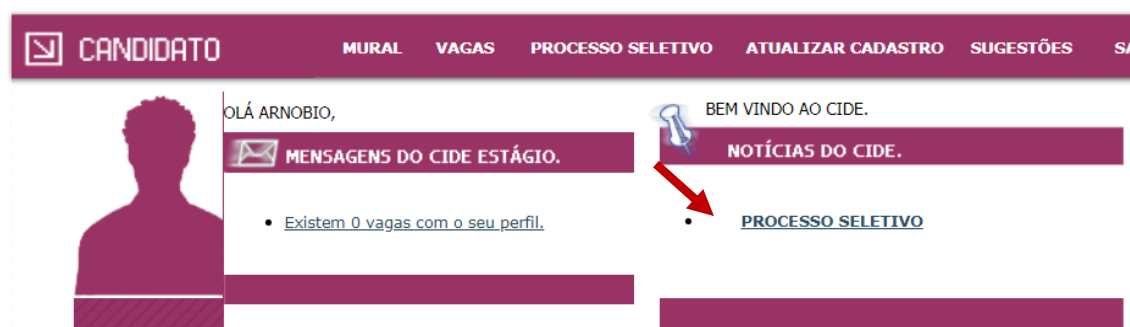 CANDIDATO MURAL VAGAS PROCESSO SELETIVO ATUALIZAR CADASTRO SUGESTÕES
OLÁ ARNOBIO,
MENSAGENS DO CIDE ESTÁGIO.
Existem 0 vagas com o seu perfil.
BEM VINDO AO CIDE.
NOTÍCIAS DO CIDE.
PROCESSO SELETIVO